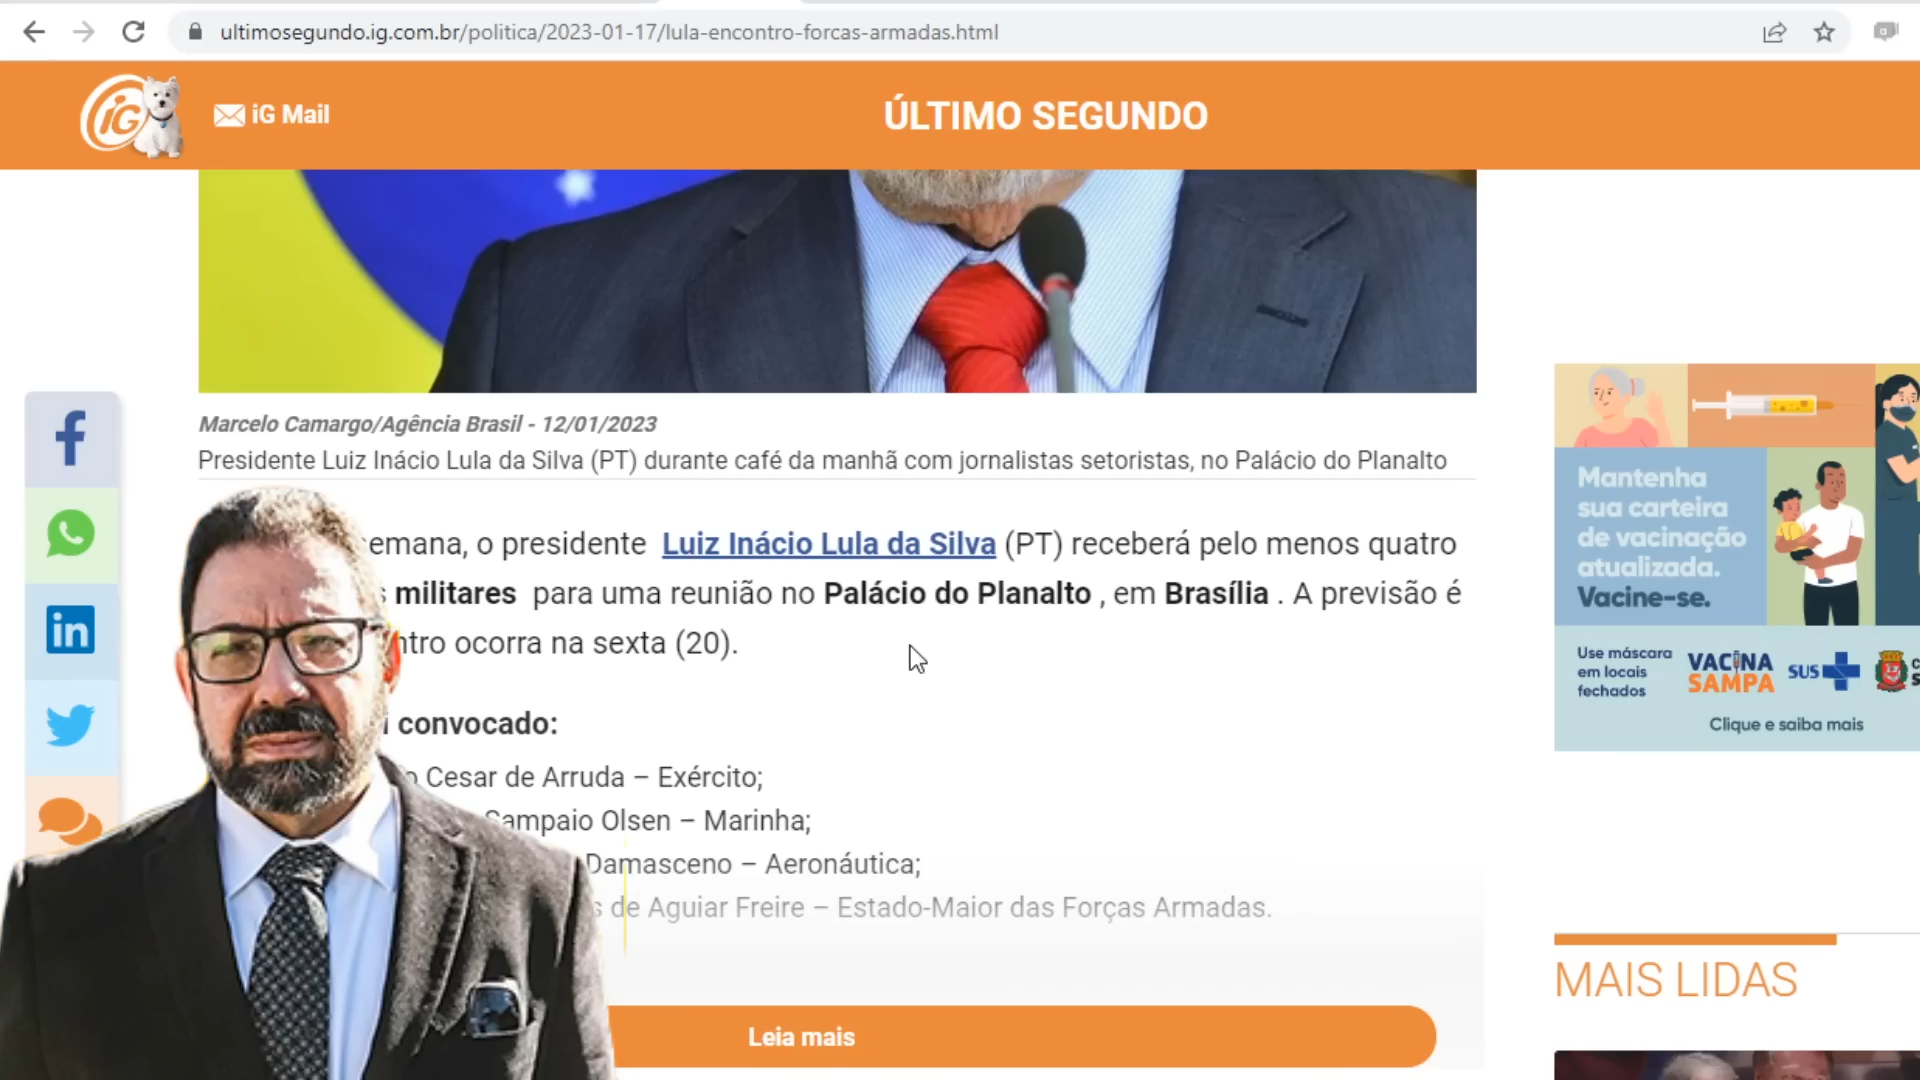 ultimosegundo.ig.com.br/politica/2023-01-17/lula-encontro-forcas-armadas.html
iG
iG Mail
ÚLTIMO SEGUNDO
Marcelo Camargo/Agência Brasil - 12/01/2023
Presidente Luiz Inácio Lula da Silva (PT) durante café da manhã com jornalistas setoristas, no Palácio do Planalto
emana, o presidente Luiz Inácio Lula da Silva (PT) receberá pelo menos quatro
militares para uma reunião no Palácio do Planalto , em Brasília . A previsão é
ntro ocorra na sexta (20).
convocado:
o Cesar de Arruda – Exército;
Sampaio Olsen – Marinha;
Damasceno – Aeronáutica;
s de Aguiar Freire – Estado-Maior das Forças Armadas.
Leia mais
Mantenha
sua carteira
de vacinação
atualizada.
Vacine-se.
Use máscara
em locais
fechados
VACINA
SAMPA
SUS
Clique e saiba mais
MAIS LIDAS